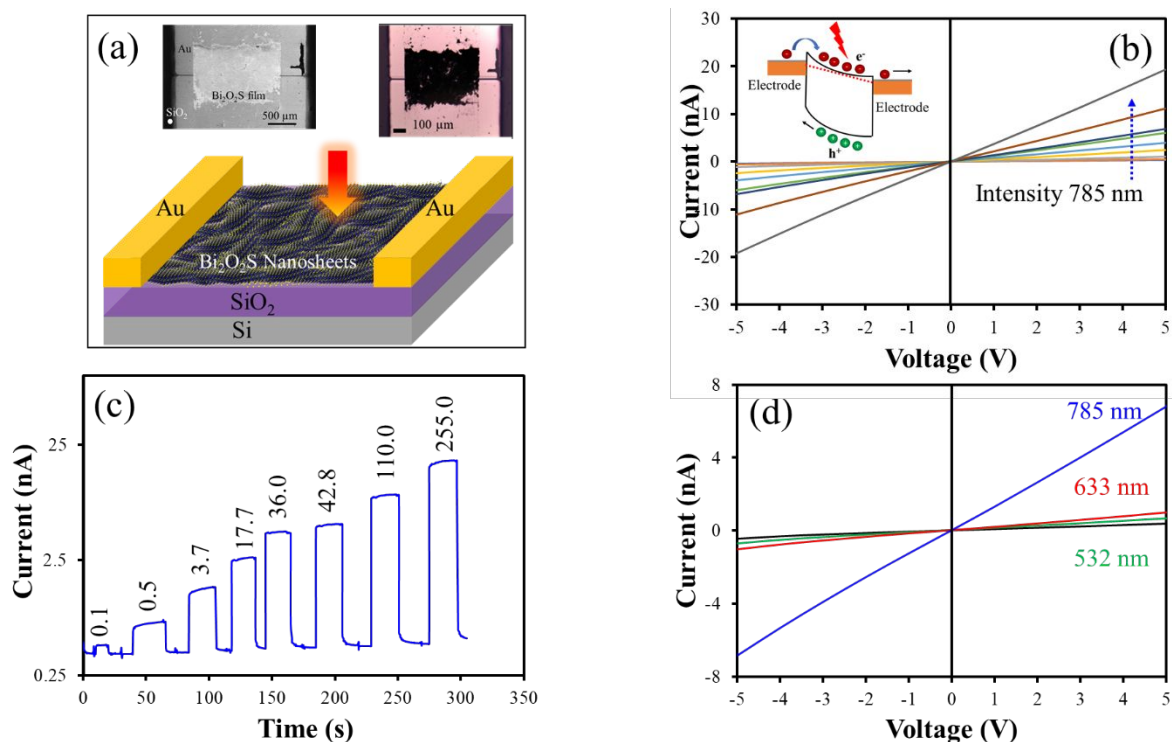 (a)
Au
Bi₂O₂S film
SiO₂
500 µm
100 µm
Au
Au
Bi₂O₂S Nanosheets
SiO₂
Si
(b)
Current (nA)
30
20
10
0
10
-20
-30
e⁻
Electrode
Electrode
h⁺
Intensity 785 nm
-5 -4 -3 -2 -1 0 1 2 3 4 5
Voltage (V)
(c)
Current (nA)
25
2.5
0.25
0.1
0.5
3.7
17.7
36.0
42.8
110.0
255.0
0 50 100 150 200 250 300 350
Time (s)
(d)
Current (nA)
8
4
0
-4
-8
785 nm
633 nm
532 nm
-5 -4 -3 -2 -1 0 1 2 3 4 5
Voltage (V)